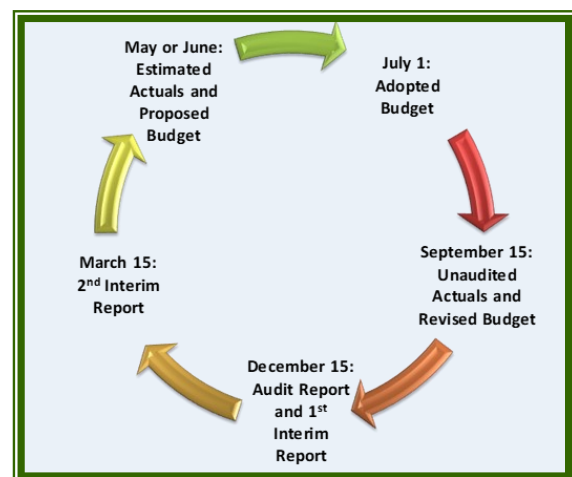 May or June:
Estimated
Actuals and
Proposed
Budget
July 1:
Adopted
Budget
September 15:
Unaudited
Actuals and
Revised Budget
December 15:
Audit Report
and 1st
Interim
Report
March 15:
2nd Interim
Report